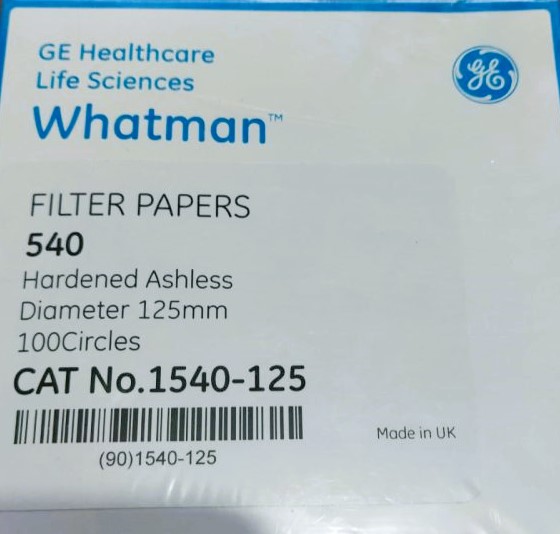 GE Healthcare
Life Sciences
Whatman™
GE
FILTER PAPERS
540
Hardened Ashless
Diameter 125mm
100Circles
CAT No.1540-125
Made in UK
(90)1540-125